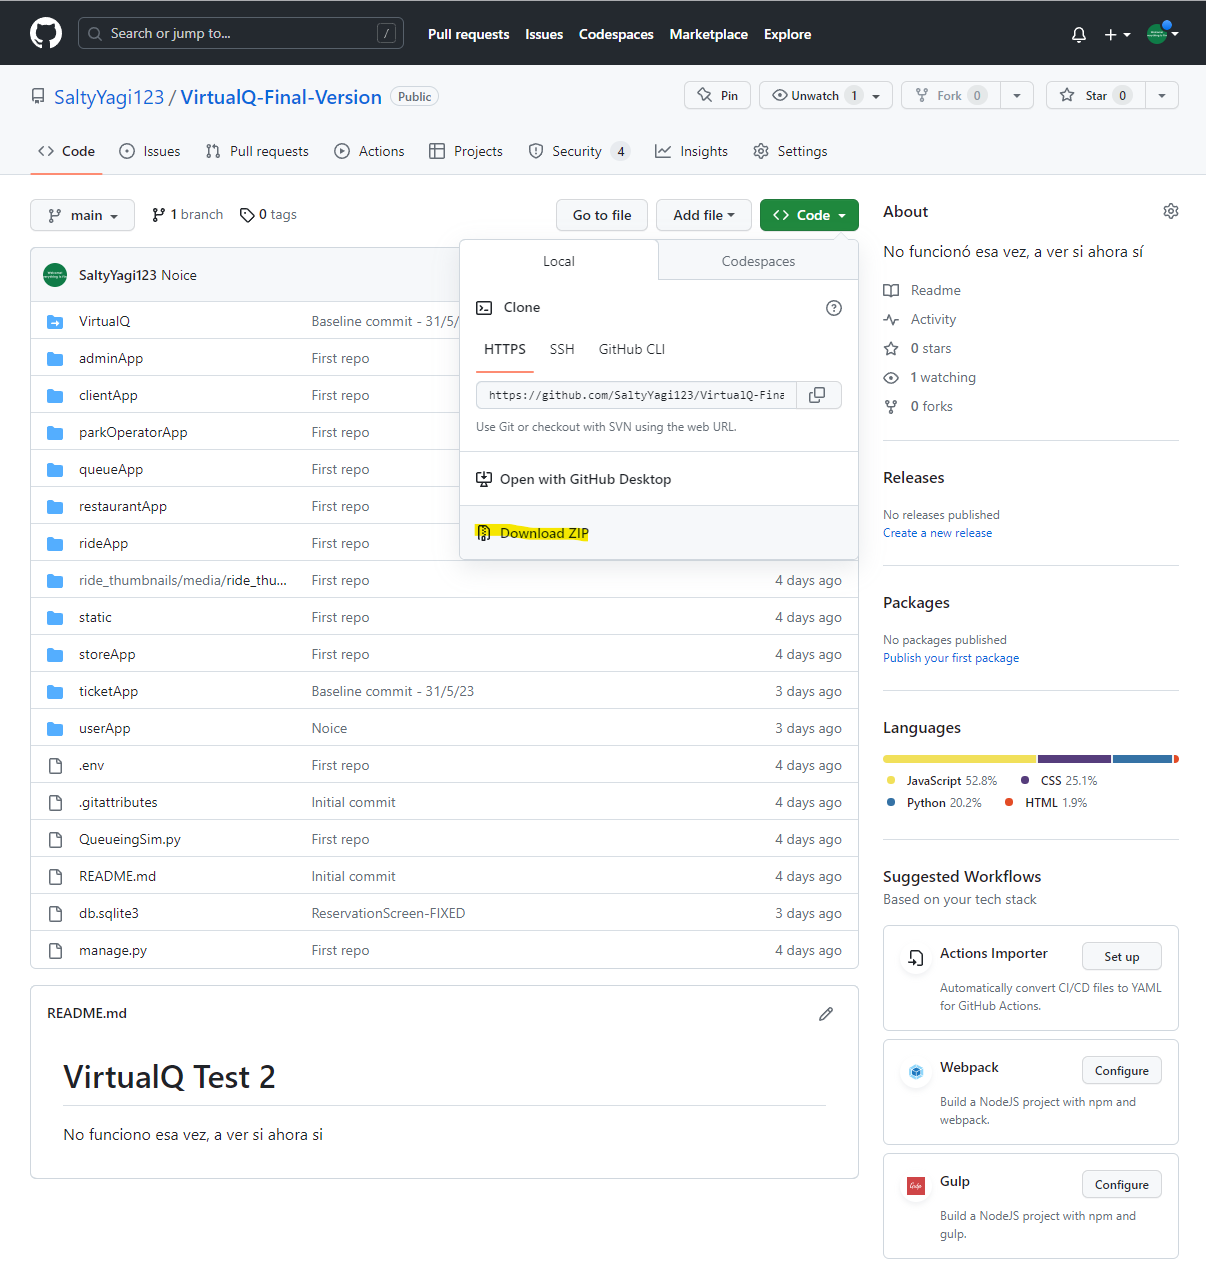 Search or jump to... /
Pull requests Issues Codespaces Marketplace Explore
SaltyYagi123 / VirtualQ-Final-Version Public
Pin Unwatch 1 Fork 0 Star 0
Code Issues Pull requests Actions Projects Security 4 Insights Settings
main 1 branch 0 tags Go to file Add file Code
Local Codespaces
Clone
HTTPS SSH GitHub CLI
https://github.com/SaltyYagi123/VirtualQ-Fina
Use Git or checkout with SVN using the web URL.
Open with GitHub Desktop
Download ZIP
SaltyYagi123 Noice
VirtualQ Baseline commit - 31/5/
adminApp First repo
clientApp First repo
parkOperatorApp First repo
queueApp First repo
restaurantApp First repo
rideApp First repo
ride_thumbnails/media/ride_thu... First repo 4 days ago
static First repo 4 days ago
storeApp First repo 4 days ago
ticketApp Baseline commit - 31/5/23 3 days ago
userApp Noice 3 days ago
.env First repo 4 days ago
.gitattributes Initial commit 4 days ago
QueueingSim.py First repo 4 days ago
README.md Initial commit 4 days ago
db.sqlite3 ReservationScreen-FIXED 3 days ago
manage.py First repo 4 days ago
README.md
VirtualQ Test 2
No funciono esa vez, a ver si ahora si
About
No funcionó esa vez, a ver si ahora sí
Readme
Activity
0 stars
1 watching
0 forks
Releases
No releases published
Create a new release
Packages
No packages published
Publish your first package
Languages
JavaScript 52.8% CSS 25.1%
Python 20.2% HTML 1.9%
Suggested Workflows
Based on your tech stack
Actions Importer Set up
Automatically convert CI/CD files to YAML
for GitHub Actions.
Webpack Configure
Build a NodeJS project with npm and
webpack.
Gulp Configure
Build a NodeJS project with npm and
gulp.